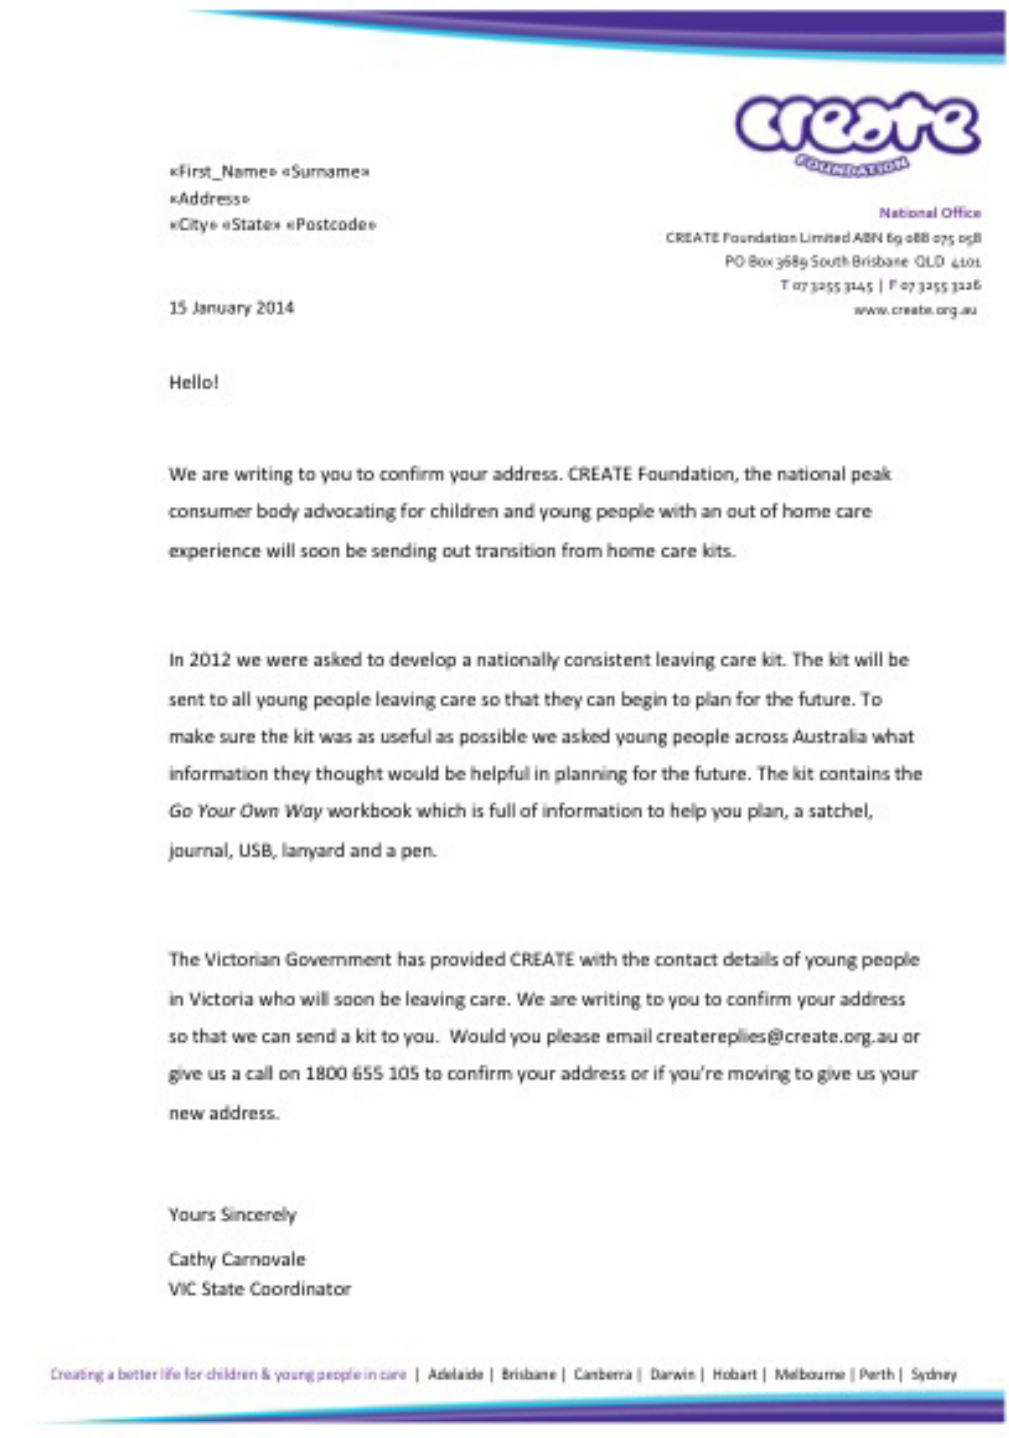 create
FOUNDATION
«First_Name» «Surname»
«Address»
«City» «State» «Postcode»
National Office
CREATE Foundation Limited ABN 69 088 075 058
PO Box 3689 South Brisbane QLD 4101
T 07 3255 3145 | F 07 3255 3126
www.create.org.au
15 January 2014
Hello!
We are writing to you to confirm your address. CREATE Foundation, the national peak
consumer body advocating for children and young people with an out of home care
experience will soon be sending out transition from home care kits.
In 2012 we were asked to develop a nationally consistent leaving care kit. The kit will be
sent to all young people leaving care so that they can begin to plan for the future. To
make sure the kit was as useful as possible we asked young people across Australia what
information they thought would be helpful in planning for the future. The kit contains the
Go Your Own Way workbook which is full of information to help you plan, a satchel,
journal, USB, lanyard and a pen.
The Victorian Government has provided CREATE with the contact details of young people
in Victoria who will soon be leaving care. We are writing to you to confirm your address
so that we can send a kit to you.  Would you please email createreplies@create.org.au or
give us a call on 1800 655 105 to confirm your address or if you're moving to give us your
new address.
Yours Sincerely
Cathy Carnovale
VIC State Coordinator
Creating a better life for children & young people in care | Adelaide | Brisbane | Canberra | Darwin | Hobart | Melbourne | Perth | Sydney